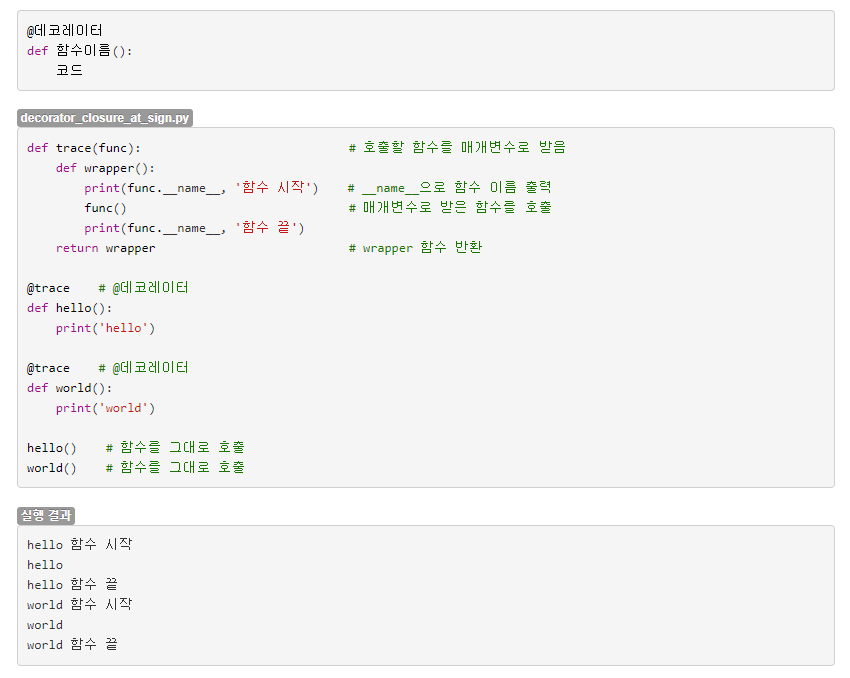 @데코레이터
def 함수이름():
    코드
decorator_closure_at_sign.py
def trace(func):                             # 호출할 함수를 매개변수로 받음
    def wrapper():
        print(func.__name__, '함수 시작')    # __name__으로 함수 이름 출력
        func()                               # 매개변수로 받은 함수를 호출
        print(func.__name__, '함수 끝')
    return wrapper                           # wrapper 함수 반환
@trace    # @데코레이터
def hello():
    print('hello')
@trace    # @데코레이터
def world():
    print('world')
hello()    # 함수를 그대로 호출
world()    # 함수를 그대로 호출
실행 결과
hello 함수 시작
hello
hello 함수 끝
world 함수 시작
world
world 함수 끝